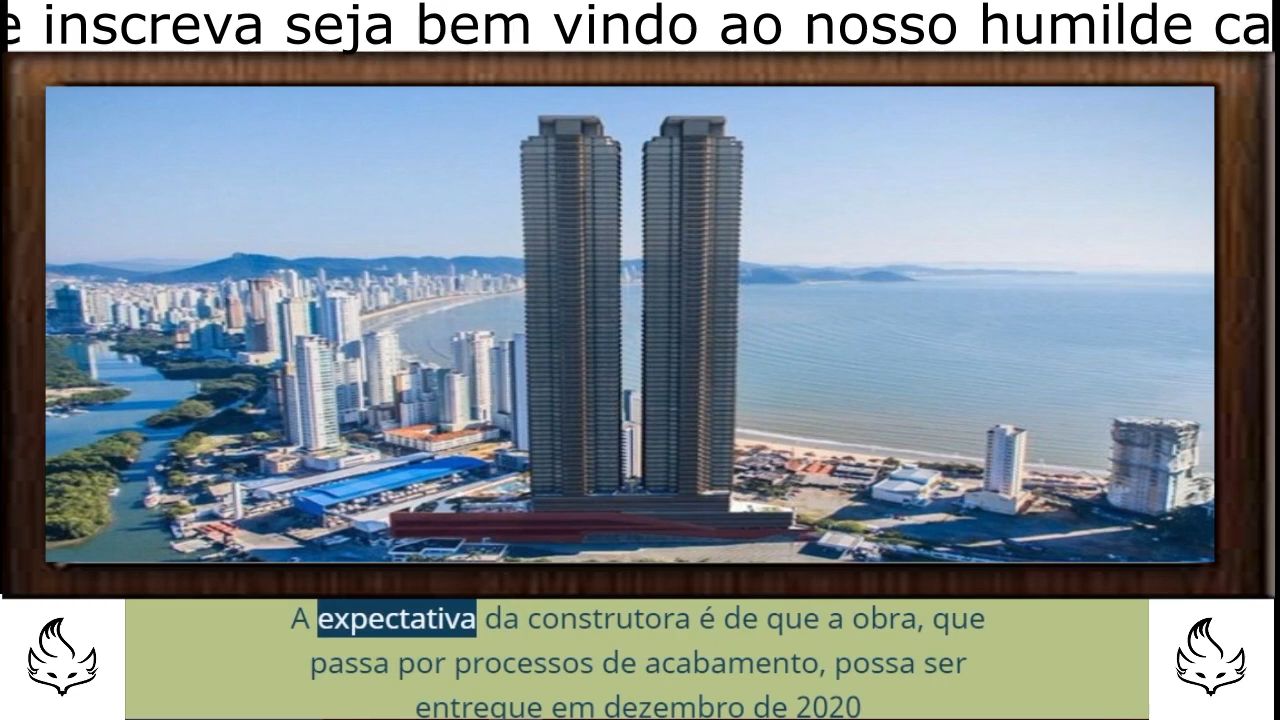 e inscreva seja bem vindo ao nosso humilde ca
A expectativa da construtora é de que a obra, que
passa por processos de acabamento, possa ser
entregue em dezembro de 2020